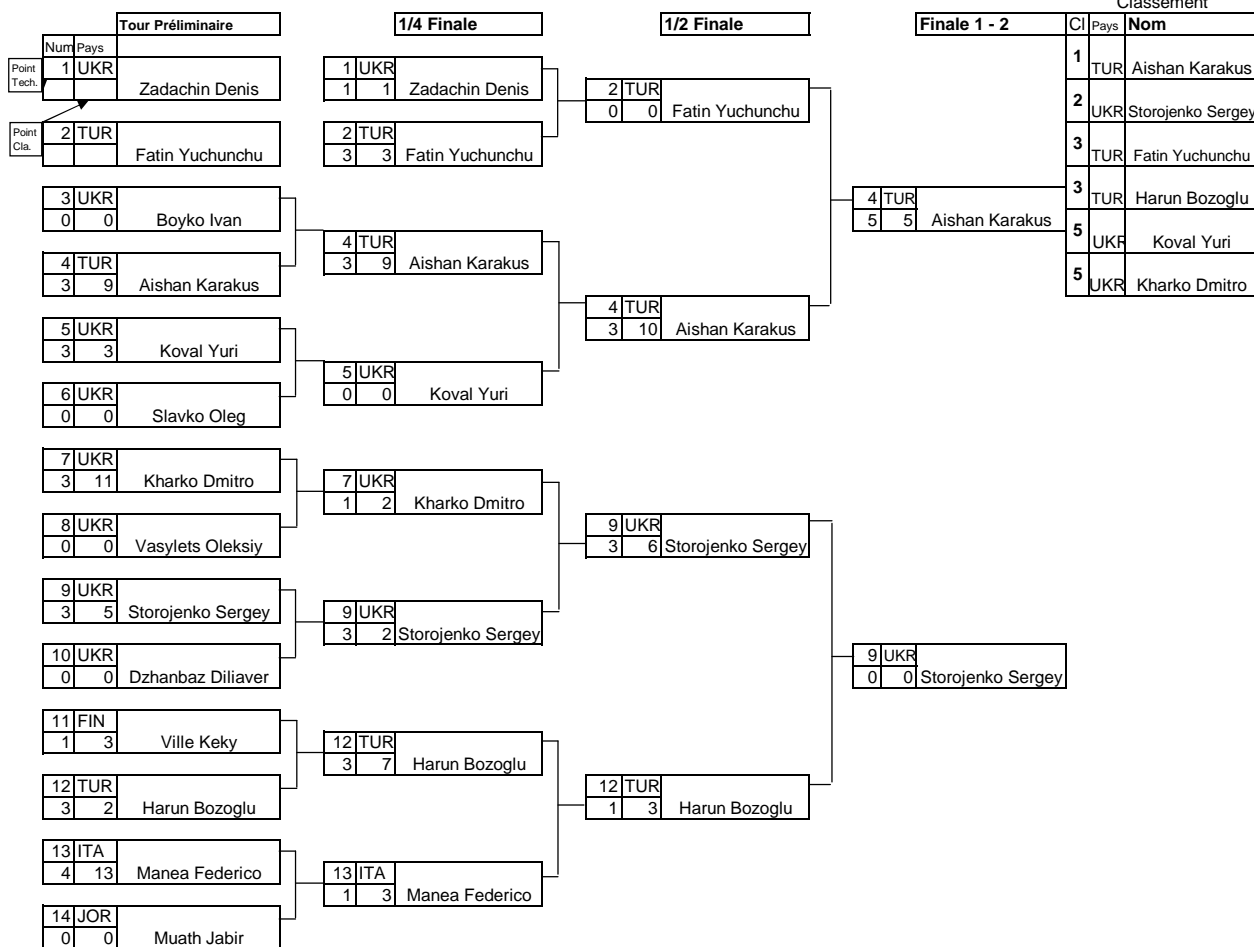 Classement
Tour Préliminaire 1/4 Finale 1/2 Finale Finale 1 - 2 Cl Pays Nom
Num Pays
Point Tech.
Point Cla.
1 UKR
Zadachin Denis
2 TUR
Fatin Yuchunchu
3 UKR
0 0 Boyko Ivan
4 TUR
3 9 Aishan Karakus
5 UKR
3 3 Koval Yuri
6 UKR
0 0 Slavko Oleg
7 UKR
3 11 Kharko Dmitro
8 UKR
0 0 Vasylets Oleksiy
9 UKR
3 5 Storojenko Sergey
10 UKR
0 0 Dzhanbaz Diliaver
11 FIN
1 3 Ville Keky
12 TUR
3 2 Harun Bozoglu
13 ITA
4 13 Manea Federico
14 JOR
0 0 Muath Jabir
1 UKR
1 1 Zadachin Denis
2 TUR
3 3 Fatin Yuchunchu
4 TUR
3 9 Aishan Karakus
5 UKR
0 0 Koval Yuri
7 UKR
1 2 Kharko Dmitro
9 UKR
3 2 Storojenko Sergey
12 TUR
3 7 Harun Bozoglu
13 ITA
1 3 Manea Federico
2 TUR
0 0 Fatin Yuchunchu
4 TUR
3 10 Aishan Karakus
9 UKR
3 6 Storojenko Sergey
12 TUR
1 3 Harun Bozoglu
4 TUR
5 5 Aishan Karakus
9 UKR
0 0 Storojenko Sergey
1 TUR Aishan Karakus
2 UKR Storojenko Sergey
3 TUR Fatin Yuchunchu
3 TUR Harun Bozoglu
5 UKR Koval Yuri
5 UKR Kharko Dmitro